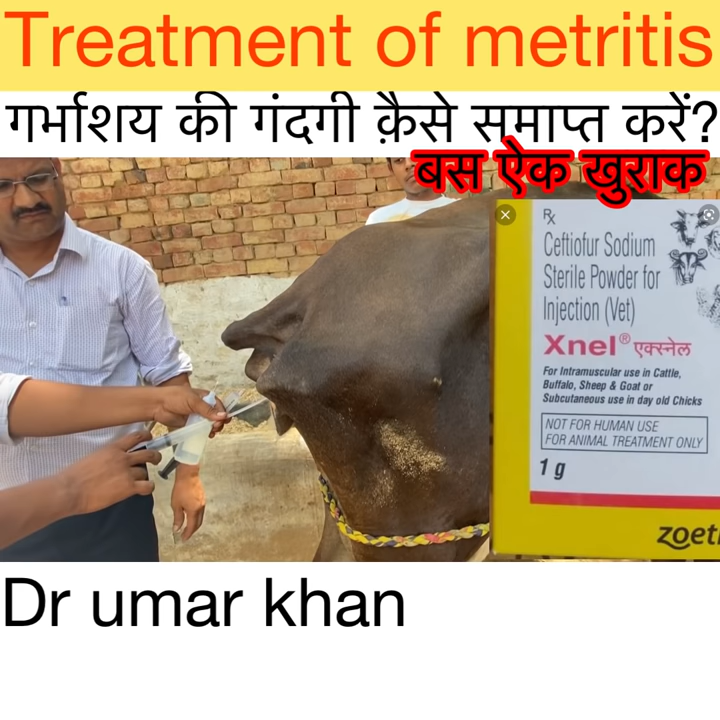 Treatment of metritis
गर्भाशय की गंदगी क़ैसे समाप्त करें?
बस ऐक खुराक
Rx
Ceftiofur Sodium
Sterile Powder for
Injection (Vet)
Xnel® एक्स्नेल
For Intramuscular use in Cattle,
Buffalo, Sheep & Goat or
Subcutaneous use in day old Chicks
NOT FOR HUMAN USE
FOR ANIMAL TREATMENT ONLY
1 g
zoeti
Dr umar khan